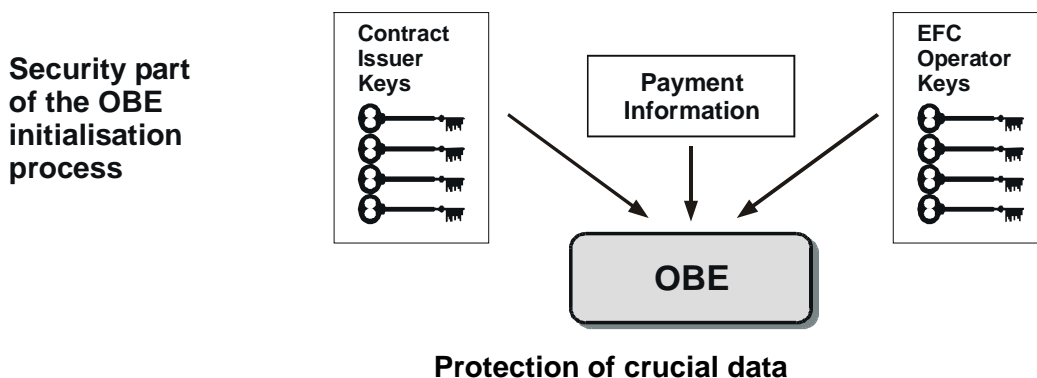 Security part
of the OBE
initialisation
process
Contract
Issuer
Keys
Payment
Information
EFC
Operator
Keys
OBE
Protection of crucial data